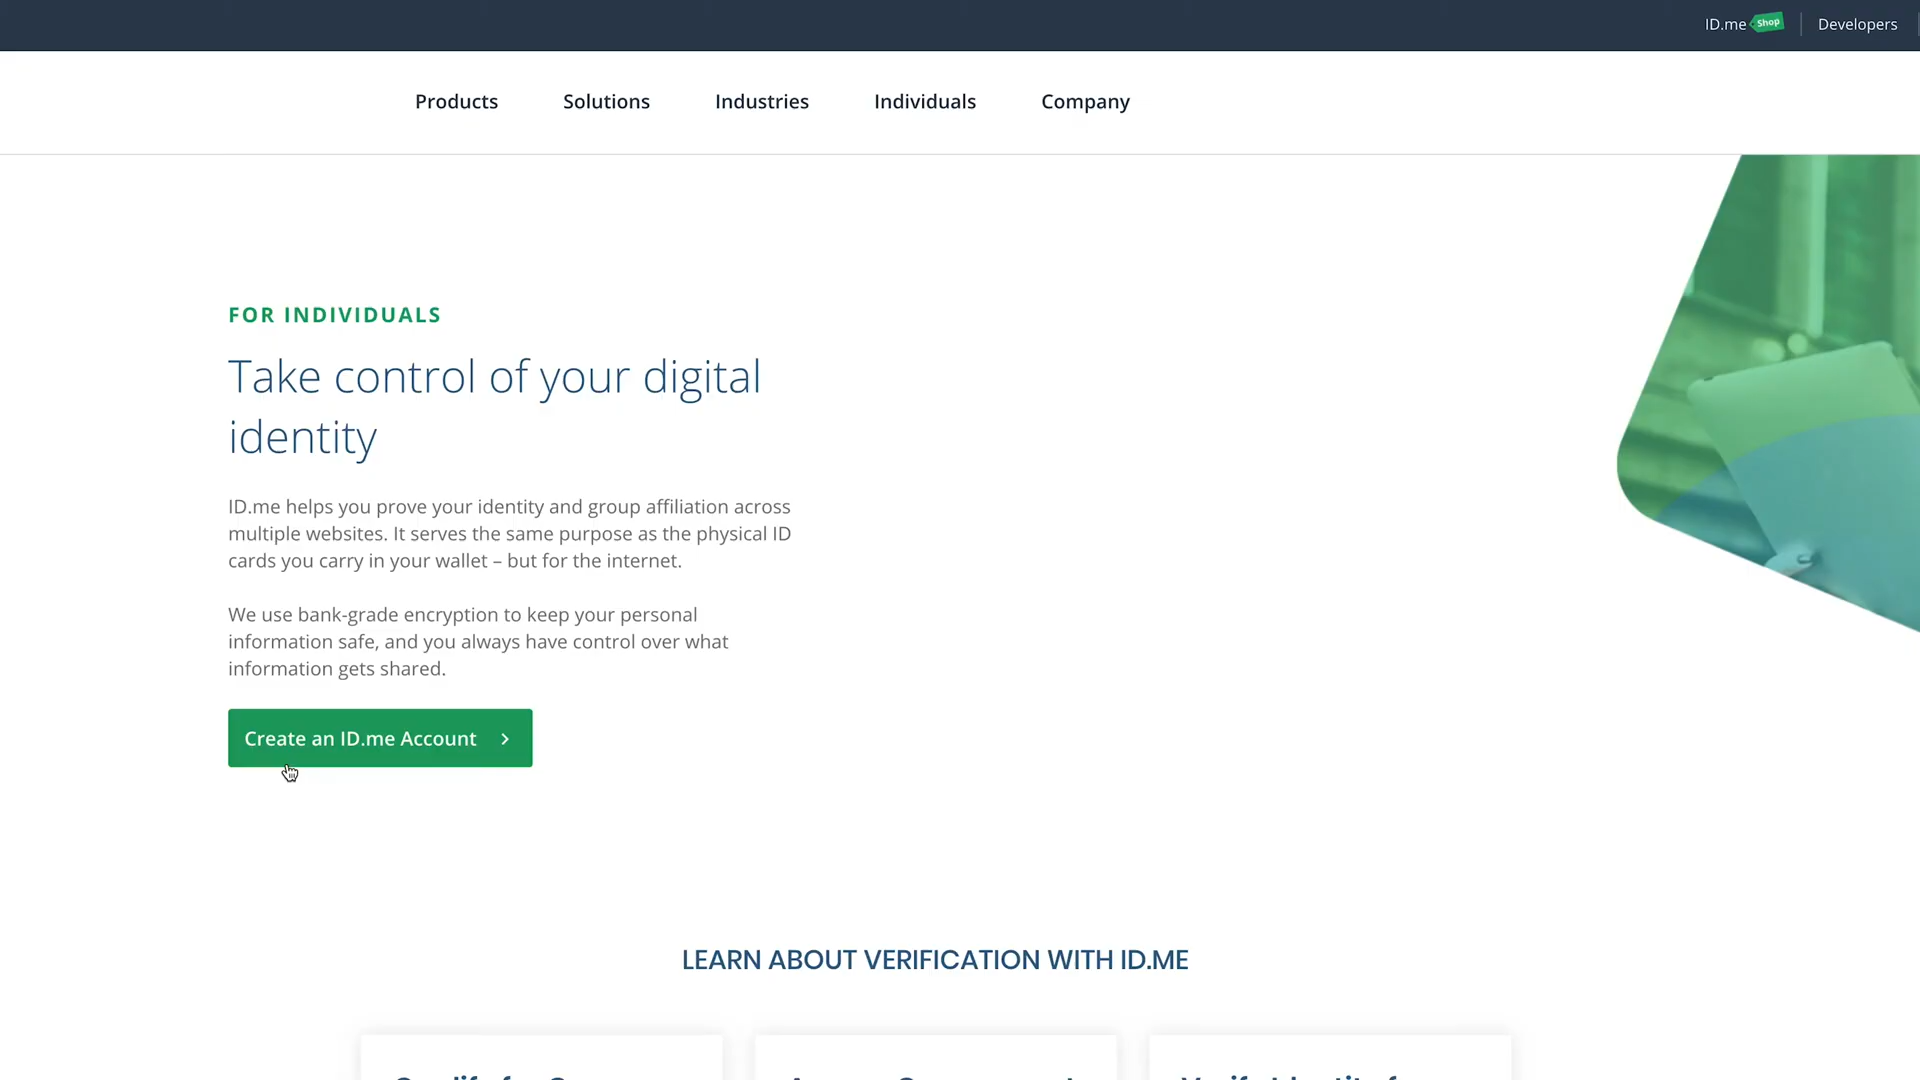 ID.me Shop
Developers
Products
Solutions
Industries
Individuals
Company
FOR INDIVIDUALS
Take control of your digital
identity
ID.me helps you prove your identity and group affiliation across
multiple websites. It serves the same purpose as the physical ID
cards you carry in your wallet – but for the internet.
We use bank-grade encryption to keep your personal
information safe, and you always have control over what
information gets shared.
Create an ID.me Account
LEARN ABOUT VERIFICATION WITH ID.ME